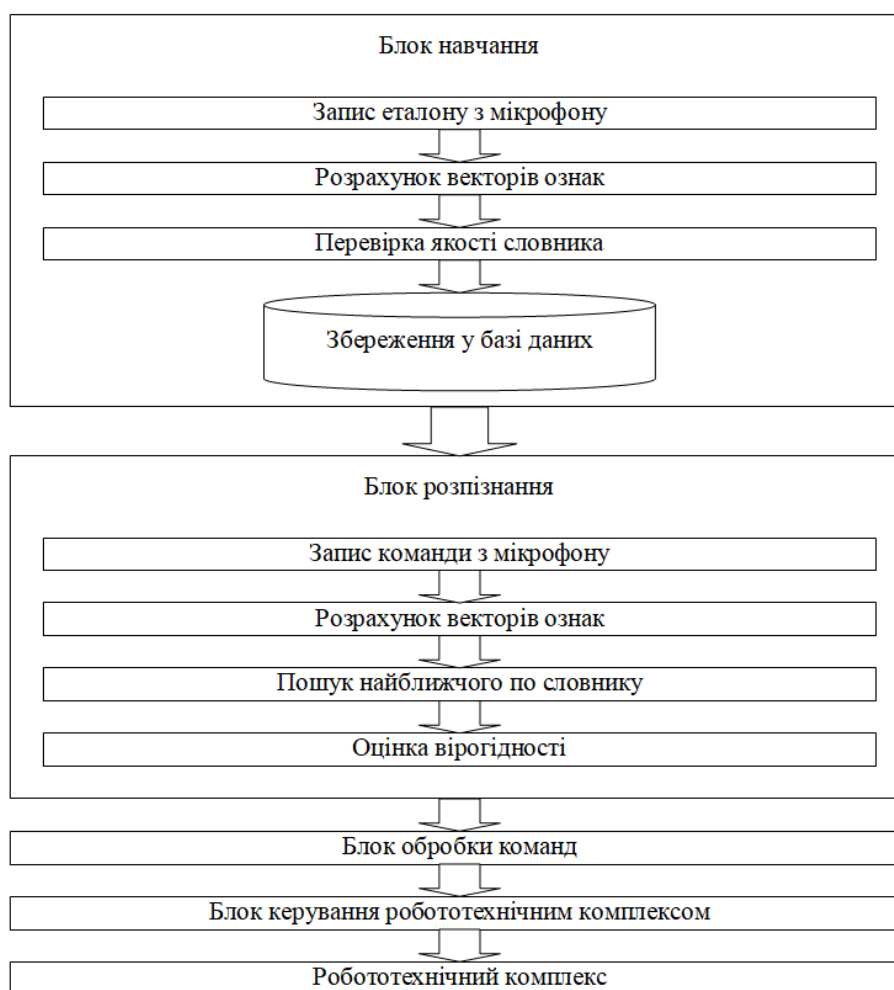 Блок навчання
Запис еталону з мікрофону
Розрахунок векторів ознак
Перевірка якості словника
Збереження у базі даних
Блок розпізнання
Запис команди з мікрофону
Розрахунок векторів ознак
Пошук найближчого по словнику
Оцінка вірогідності
Блок обробки команд
Блок керування робототехнічним комплексом
Робототехнічний комплекс